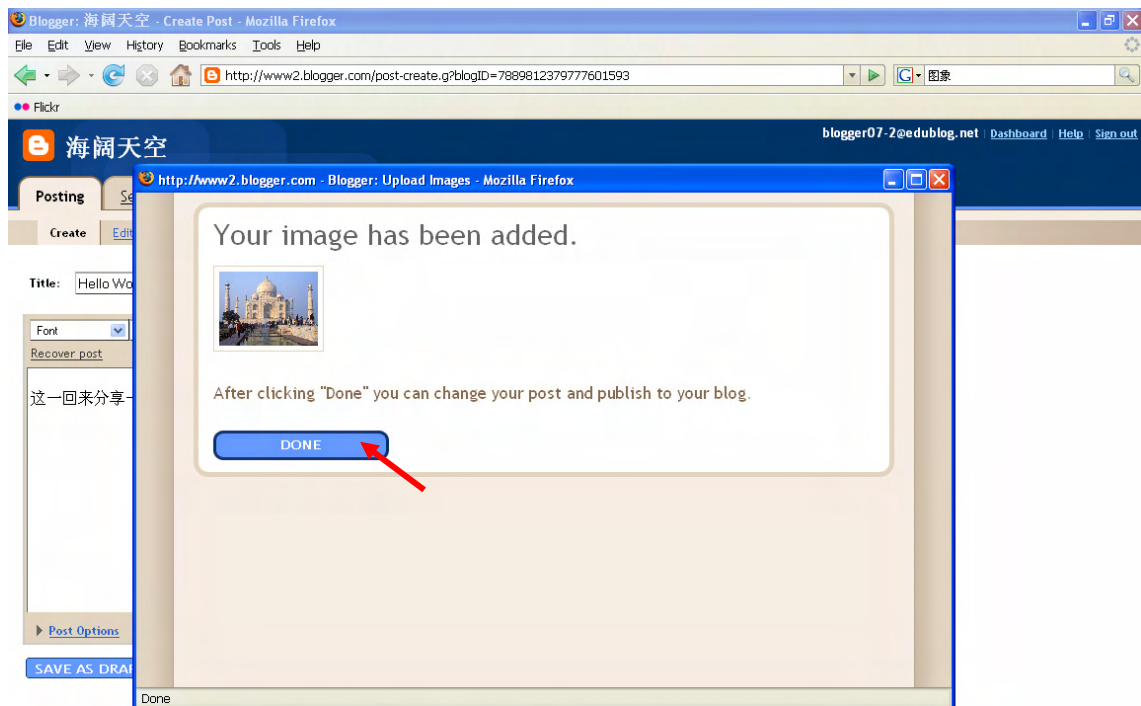 Blogger: 海阔天空 - Create Post - Mozilla Firefox
File Edit View History Bookmarks Tools Help
http://www2.blogger.com/post-create.g?blogID=7889812379777601593
G 图象
Flickr
海阔天空
blogger07-2@edublog.net | Dashboard | Help | Sign out
http://www2.blogger.com - Blogger: Upload Images - Mozilla Firefox
Posting Se
Create Edit
Your image has been added.
Title: Hello Wo
Font
Recover post
这一回来分享一
After clicking "Done" you can change your post and publish to your blog.
DONE
Post Options
SAVE AS DRAF
Done